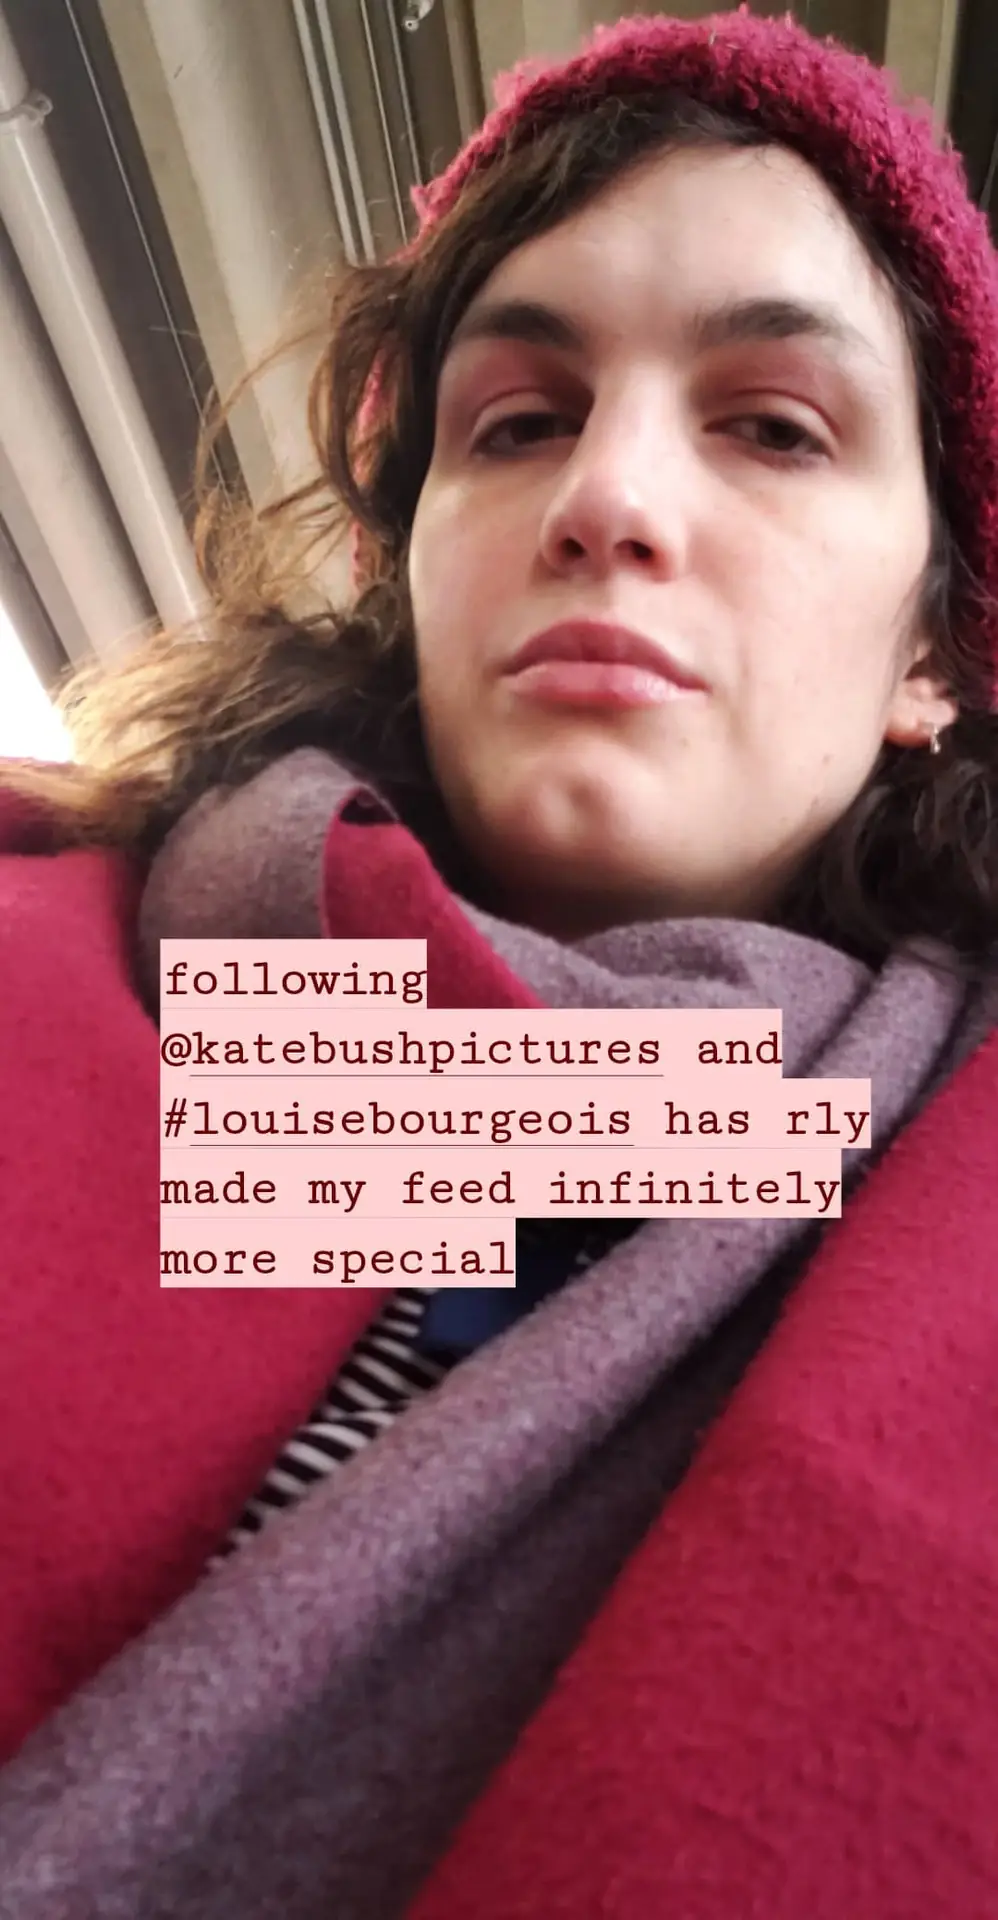 following
@katebushpictures and
#louisebourgeois has rly
made my feed infinitely
more special